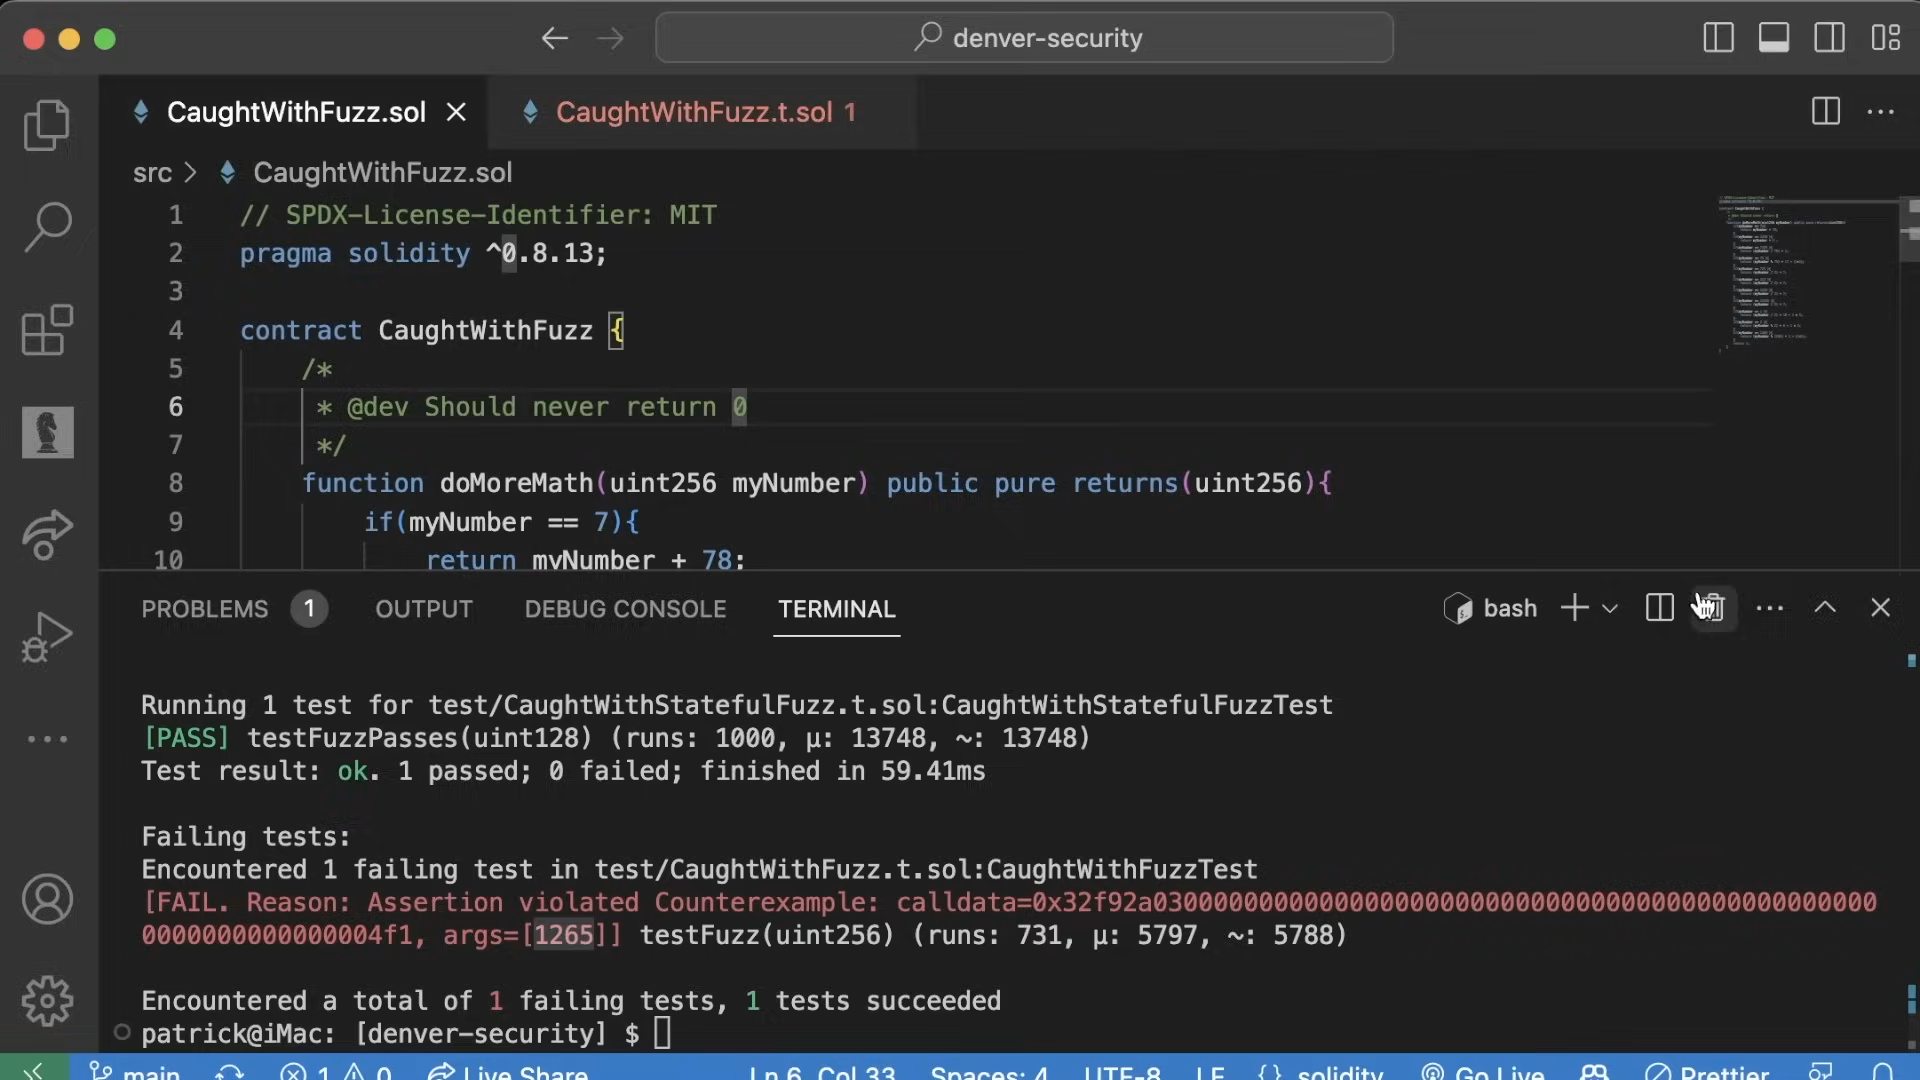 denver-security
CaughtWithFuzz.sol
CaughtWithFuzz.t.sol 1
src > CaughtWithFuzz.sol
1 // SPDX-License-Identifier: MIT
2 pragma solidity ^0.8.13;
3
4 contract CaughtWithFuzz {
5 /*
6 * @dev Should never return 0
7 */
8 function doMoreMath(uint256 myNumber) public pure returns(uint256){
9 if(myNumber == 7){
10 return myNumber + 78;
PROBLEMS 1 OUTPUT DEBUG CONSOLE TERMINAL bash
Running 1 test for test/CaughtWithStatefulFuzz.t.sol:CaughtWithStatefulFuzzTest
[PASS] testFuzzPasses(uint128) (runs: 1000, μ: 13748, ~: 13748)
Test result: ok. 1 passed; 0 failed; finished in 59.41ms
Failing tests:
Encountered 1 failing test in test/CaughtWithFuzz.t.sol:CaughtWithFuzzTest
[FAIL. Reason: Assertion violated Counterexample: calldata=0x32f92a03000000000000000000000000000000000000000000000
0000000000000004f1, args=[1265]] testFuzz(uint256) (runs: 731, μ: 5797, ~: 5788)
Encountered a total of 1 failing tests, 1 tests succeeded
patrick@iMac: [denver-security] $
main 1 0 Live Share Ln 6, Col 33 Spaces: 4 UTF-8 LF {} solidity Go Live Prettier